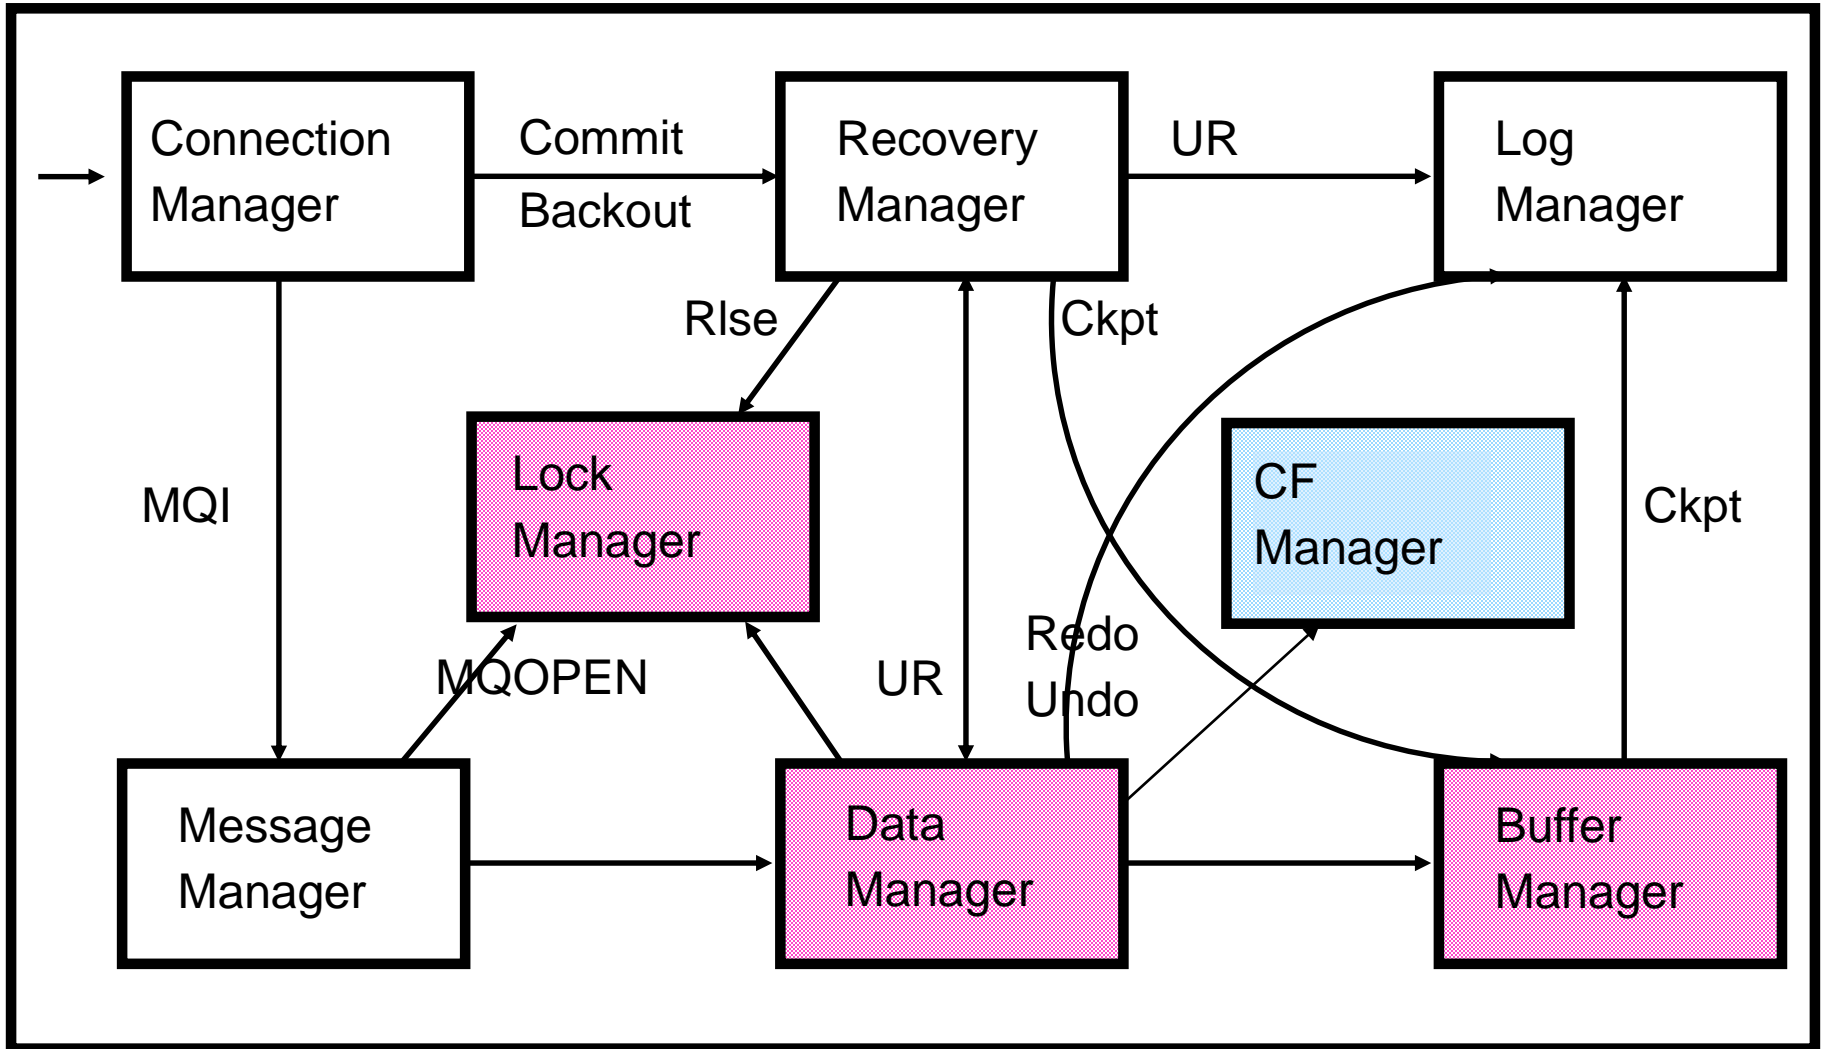 Connection
Manager
Commit
Backout
Recovery
Manager
UR
Log
Manager
Rlse
Ckpt
MQI
Lock
Manager
CF
Manager
Ckpt
MQOPEN
UR
Redo
Undo
Message
Manager
Data
Manager
Buffer
Manager